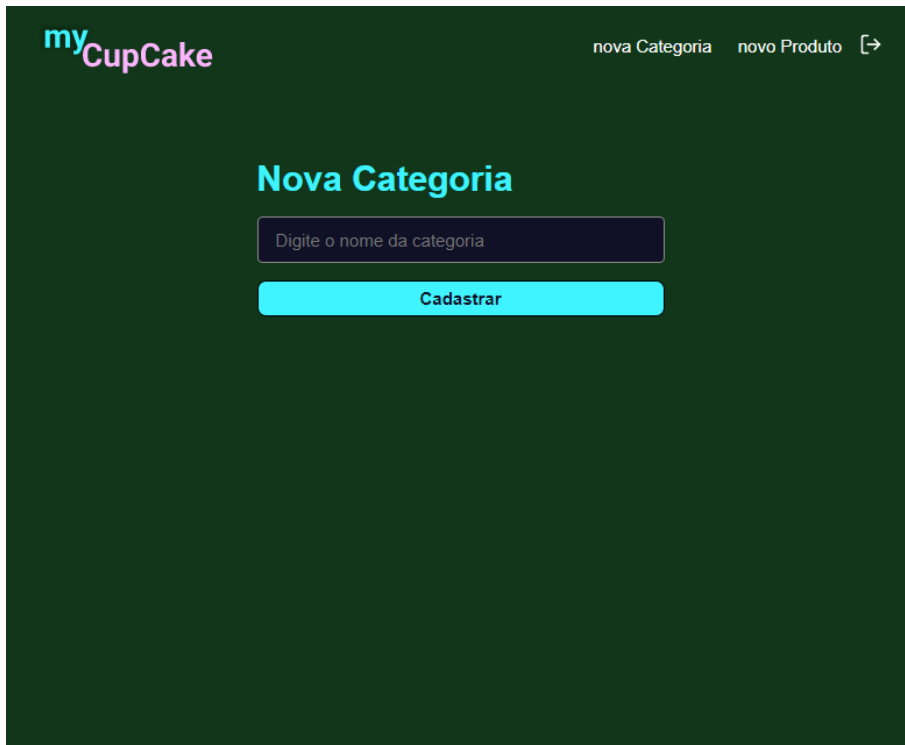 my
CupCake
nova Categoria novo Produto
Nova Categoria
Digite o nome da categoria
Cadastrar